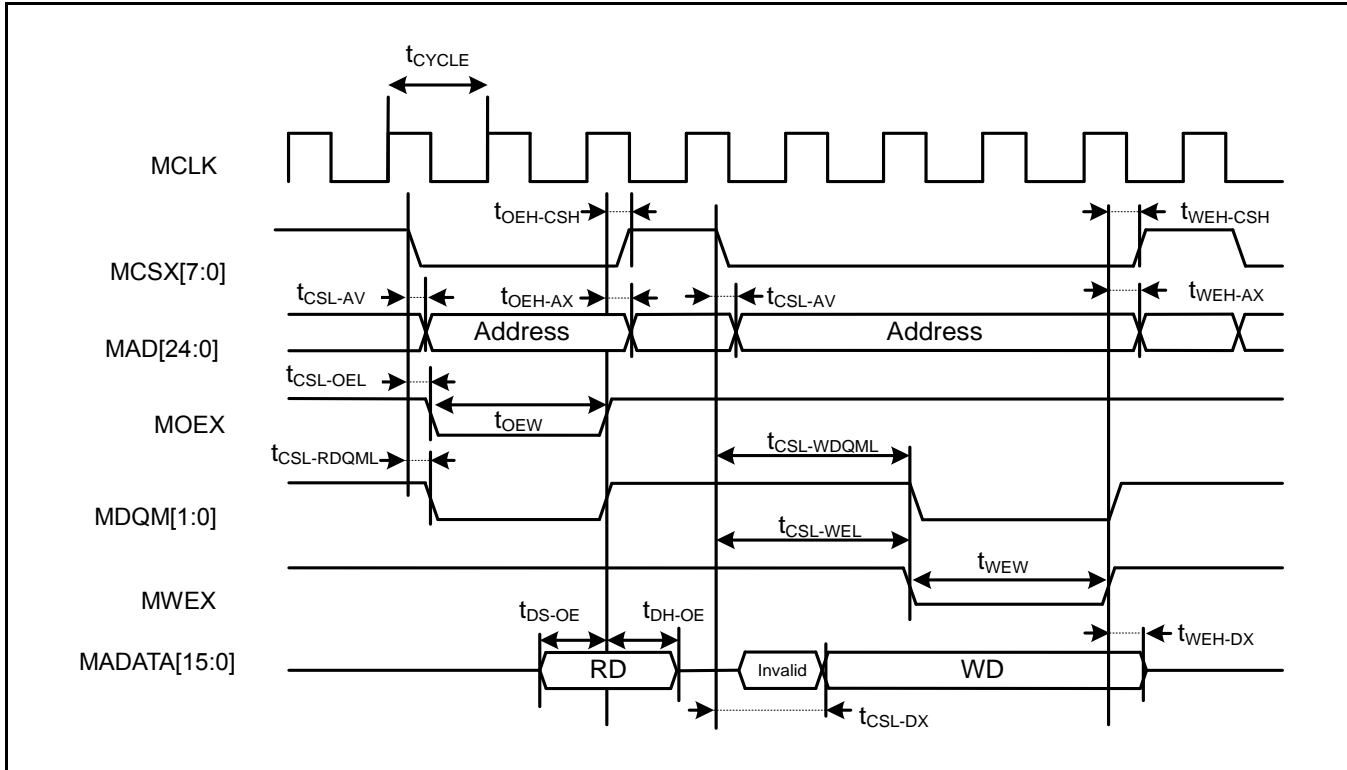 tCYCLE
MCLK
tOEH-CSH
tWEH-CSH
MCSX[7:0]
tCSL-AV
tOEH-AX
tCSL-AV
tWEH-AX
Address
Address
MAD[24:0]
tCSL-OEL
tOEW
MOEX
tCSL-RDQML
tCSL-WDQML
MDQM[1:0]
tCSL-WEL
tWEW
MWEX
tDS-OE
tDH-OE
tWEH-DX
MADATA[15:0]
RD
Invalid
WD
tCSL-DX